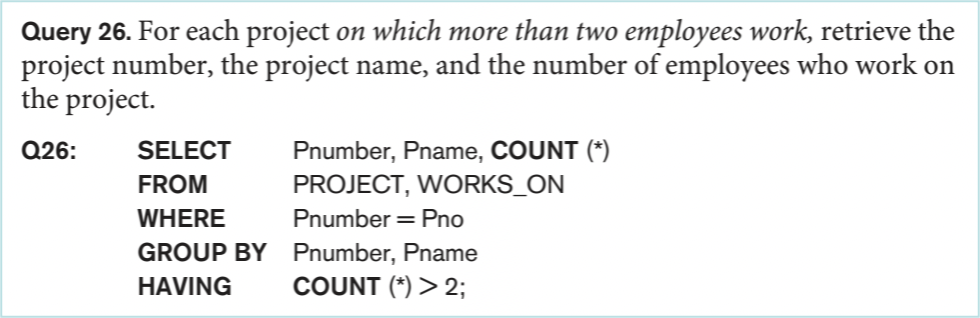 Query 26. For each project on which more than two employees work, retrieve the
project number, the project name, and the number of employees who work on
the project.
Q26: SELECT Pnumber, Pname, COUNT (*)
FROM PROJECT, WORKS_ON
WHERE Pnumber = Pno
GROUP BY Pnumber, Pname
HAVING COUNT (*) > 2;